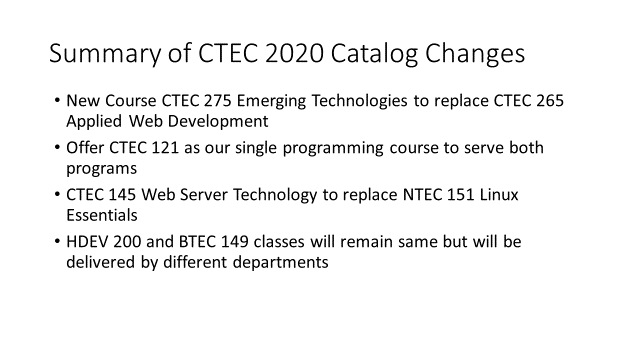 Summary of CTEC 2020 Catalog Changes
• New Course CTEC 275 Emerging Technologies to replace CTEC 265
Applied Web Development
• Offer CTEC 121 as our single programming course to serve both
programs
• CTEC 145 Web Server Technology to replace NTEC 151 Linux
Essentials
• HDEV 200 and BTEC 149 classes will remain same but will be
delivered by different departments